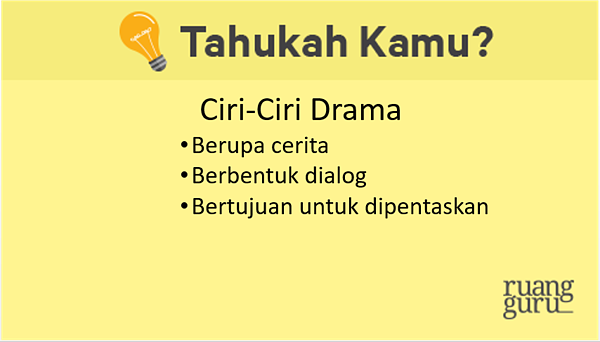 Tahukah Kamu?
Ciri-Ciri Drama
•Berupa cerita
•Berbentuk dialog
•Bertujuan untuk dipentaskan
ruang
guru